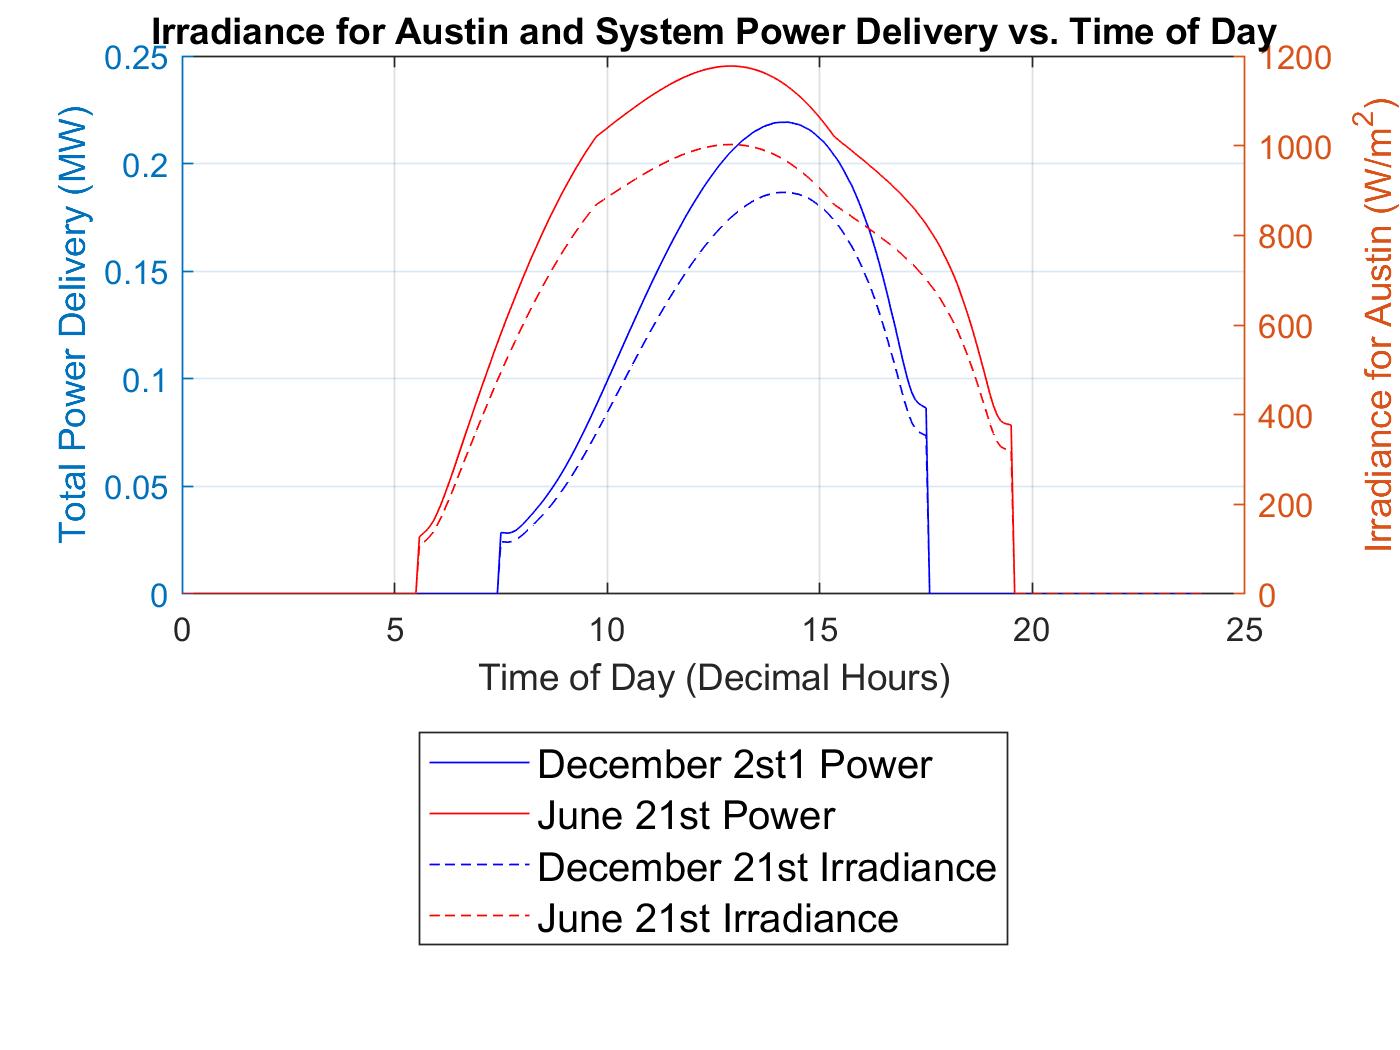 Irradiance for Austin and System Power Delivery vs. Time of Day
Total Power Delivery (MW)
0.25
0.2
0.15
0.1
0.05
0
1200
1000
800
600
400
200
0
Irradiance for Austin (W/m²)
0 5 10 15 20 25
Time of Day (Decimal Hours)
December 2st1 Power
June 21st Power
December 21st Irradiance
June 21st Irradiance